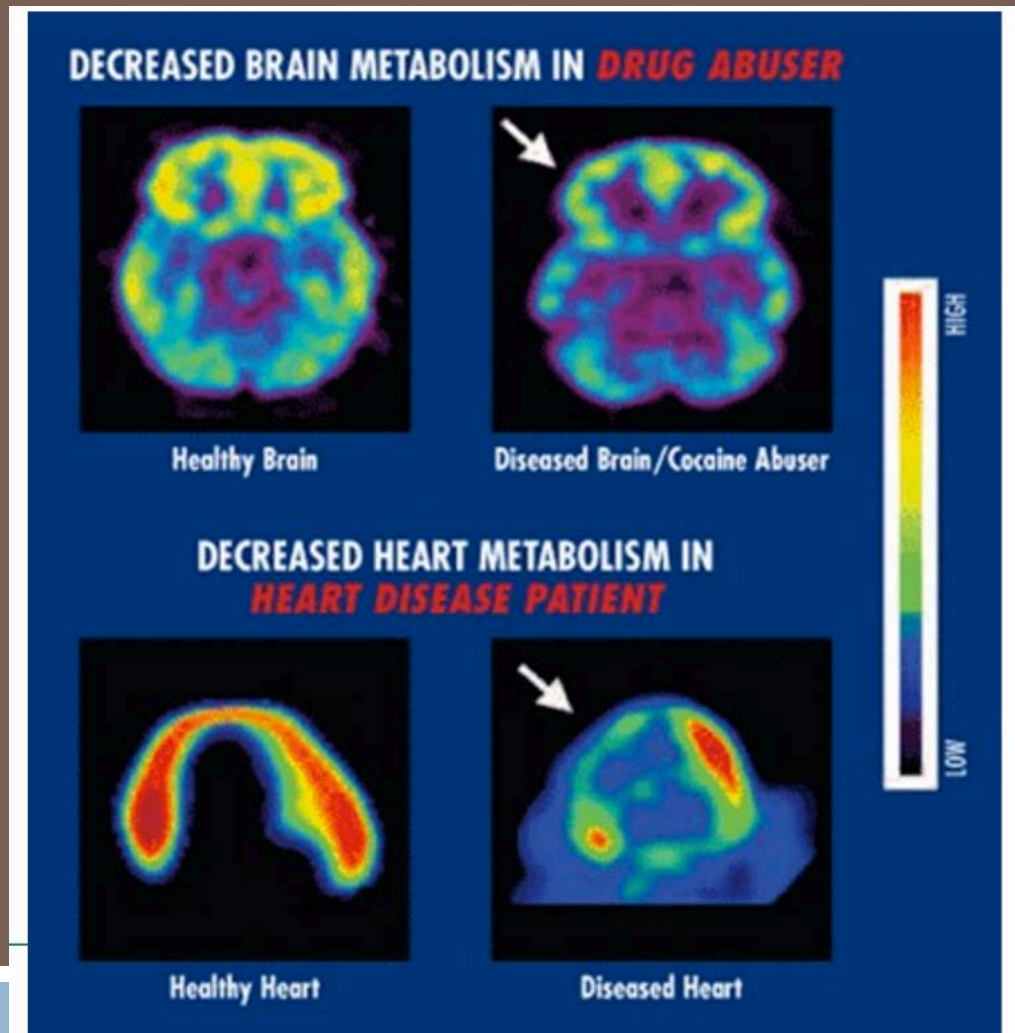 DECREASED BRAIN METABOLISM IN DRUG ABUSER
Healthy Brain
Diseased Brain/Cocaine Abuser
HIGH
LOW
DECREASED HEART METABOLISM IN
HEART DISEASE PATIENT
Healthy Heart
Diseased Heart